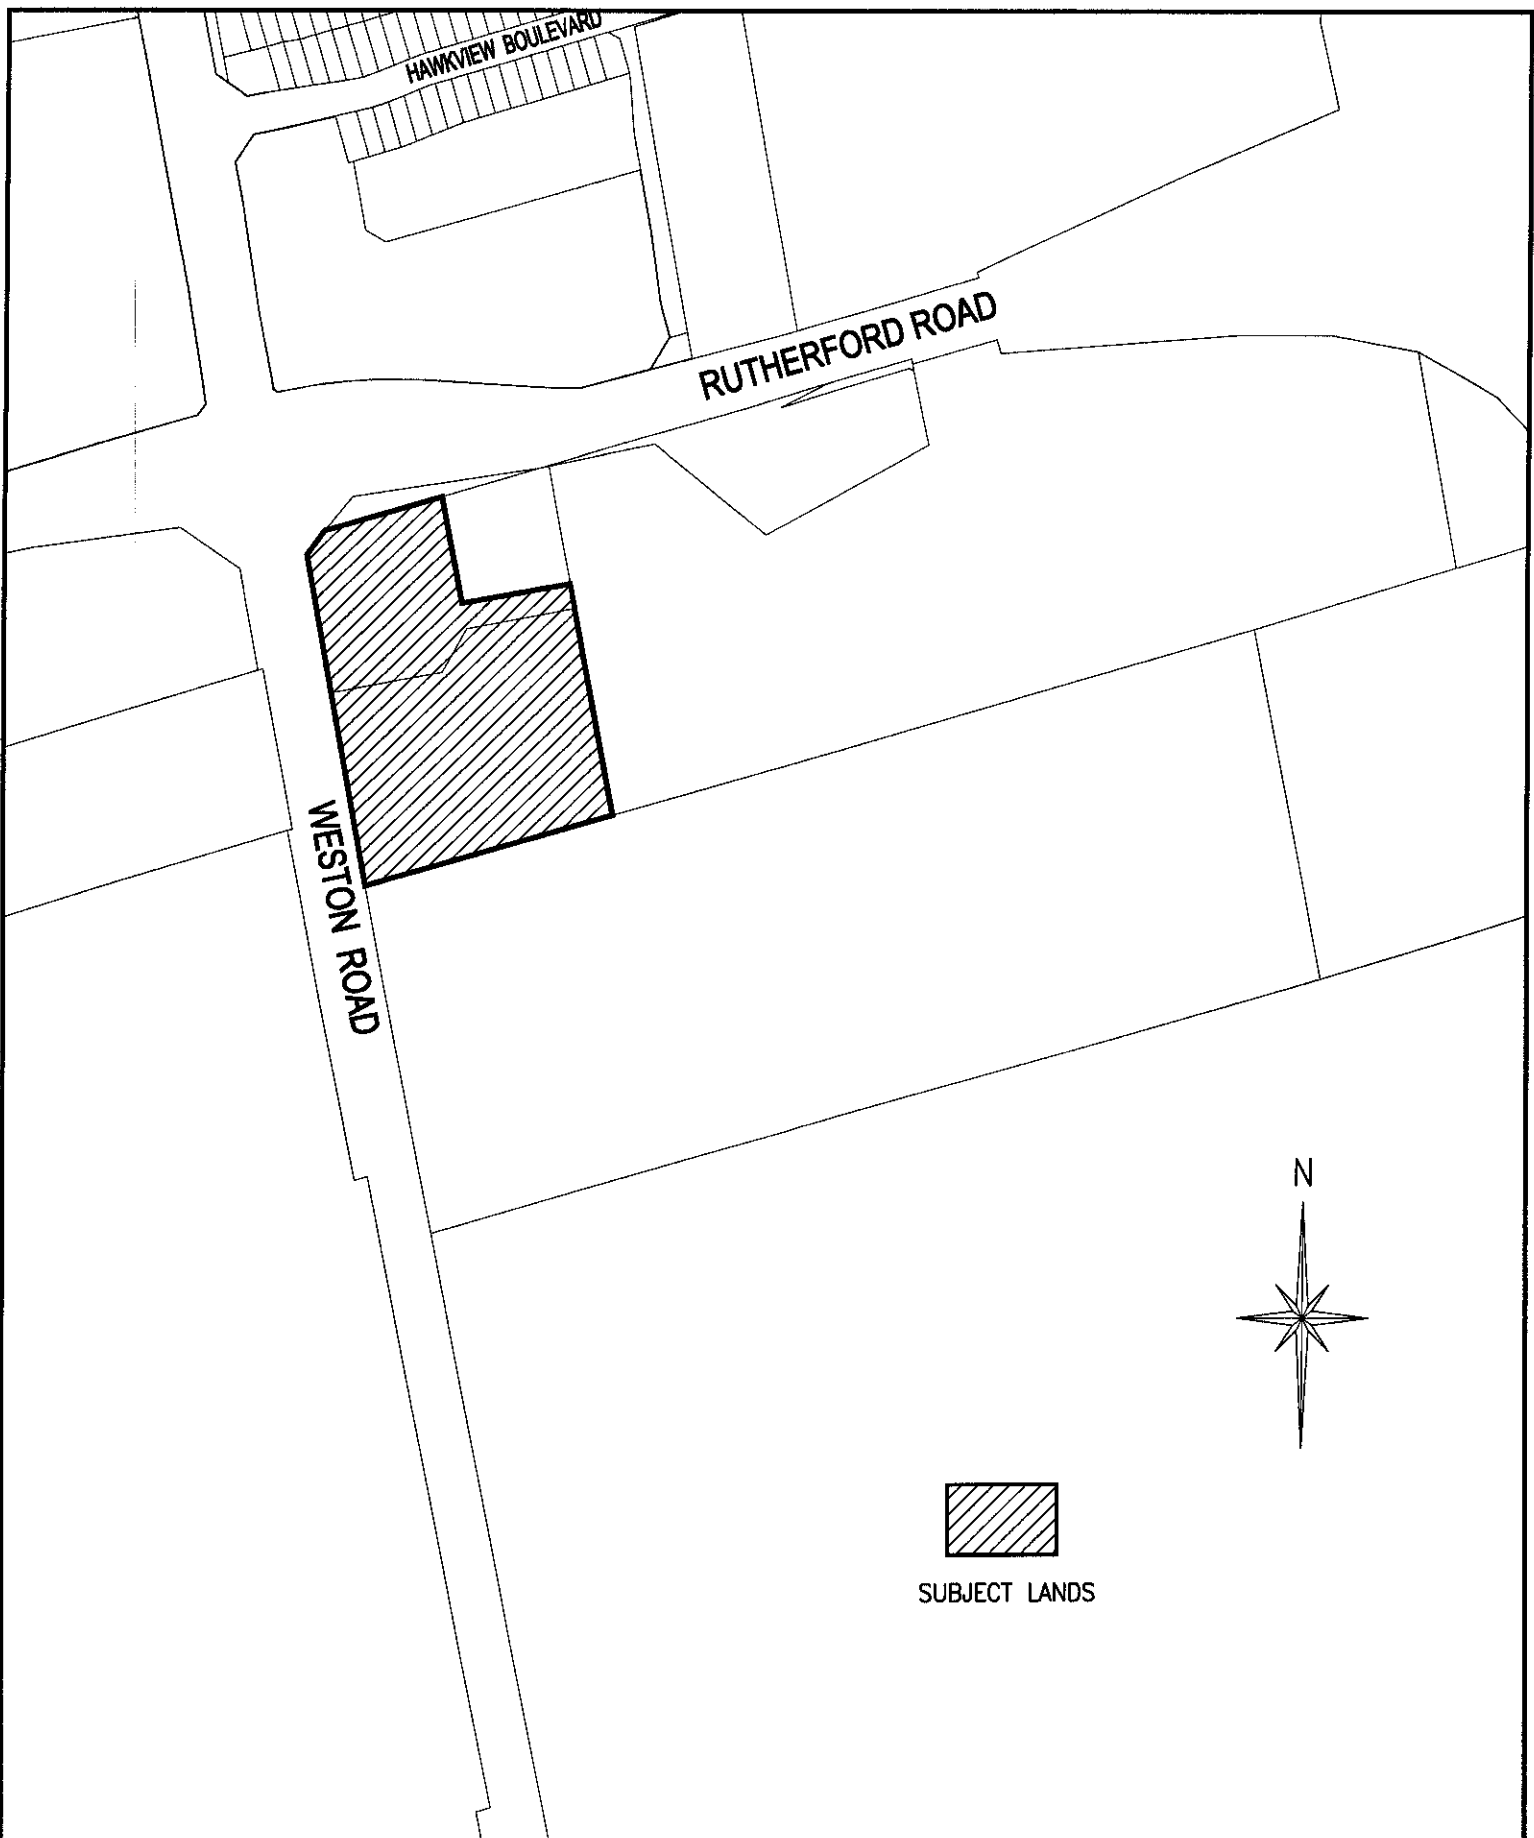 HAWKVIEW BOULEVARD
RUTHERFORD ROAD
WESTON ROAD
N
SUBJECT LANDS